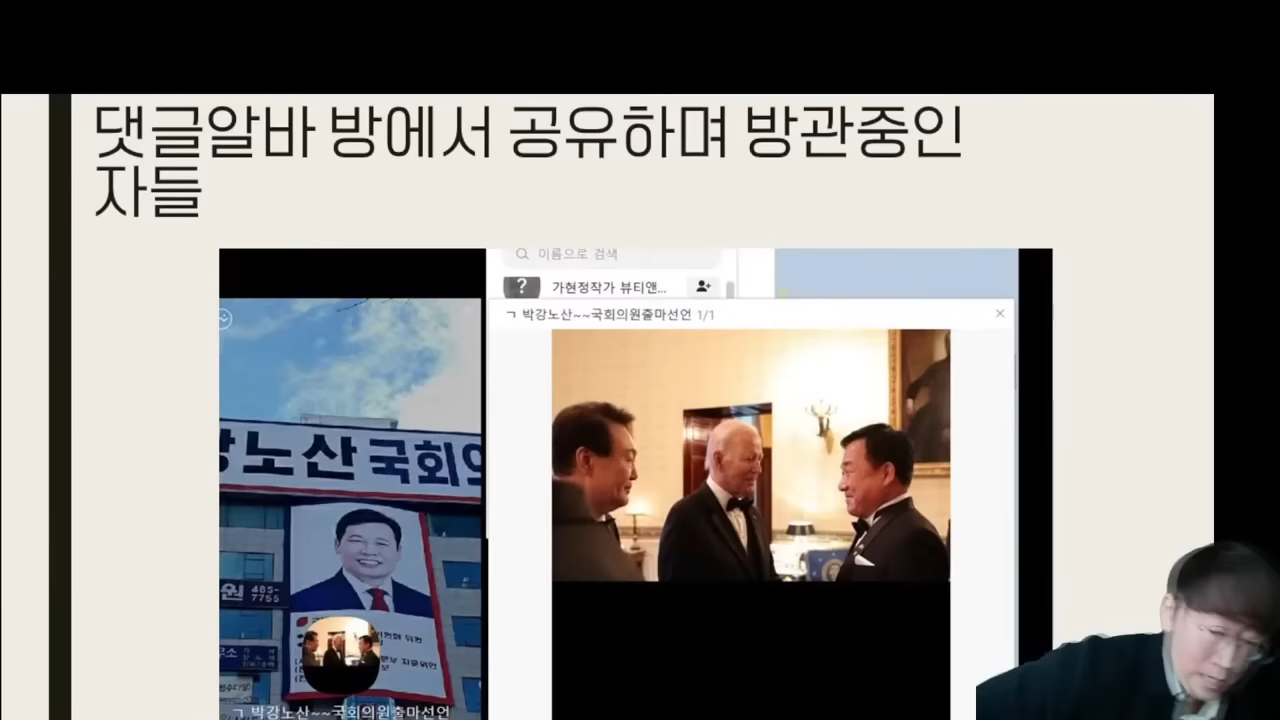 댓글알바 방에서 공유하며 방관중인
자들
이름으로 검색
? 가현정작가 뷰티앤...
ㄱ 박강노산~~국회의원출마선언 1/1
강노산 국회의
원 465-
7755
ㄱ 박강노산~~국회의원출마선언